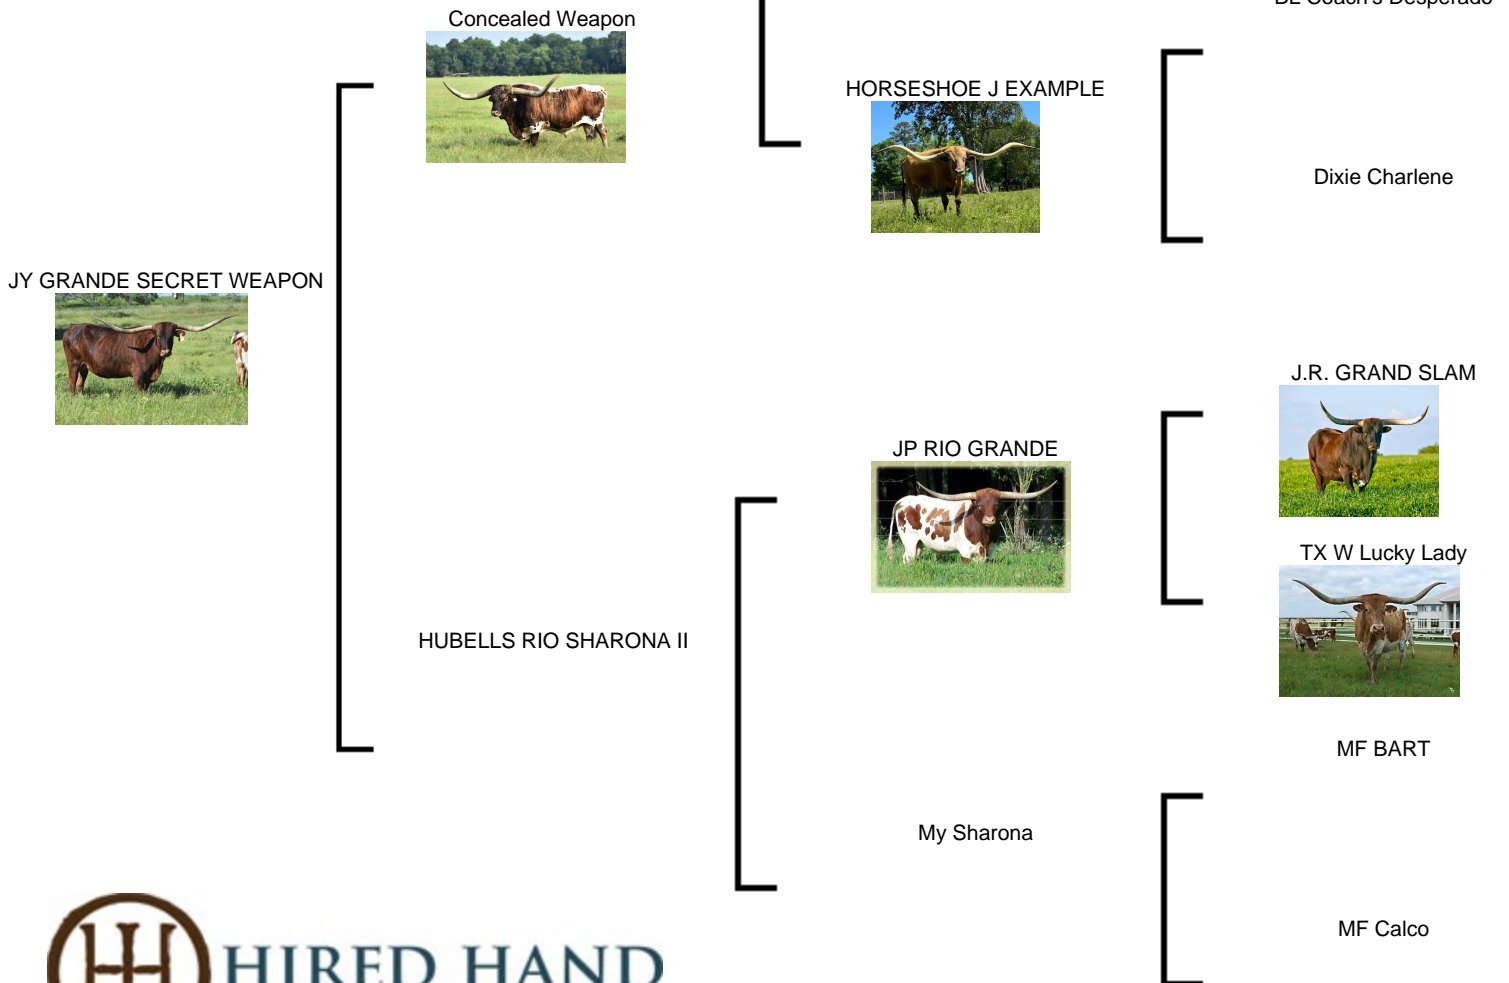 Concealed Weapon
HORSESHOE J EXAMPLE
Dixie Charlene
JY GRANDE SECRET WEAPON
J.R. GRAND SLAM
JP RIO GRANDE
TX W Lucky Lady
HUBELLS RIO SHARONA II
MF BART
My Sharona
MF Calco
HIRED HAND